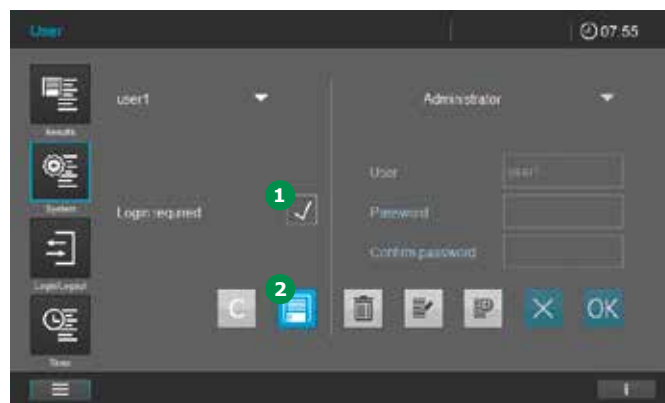 User
07:55
Results
user1
Administrator
System
User
user1
1
Login required
Password
Confirm password
Login/Logout
2
C
OK
Timer
i